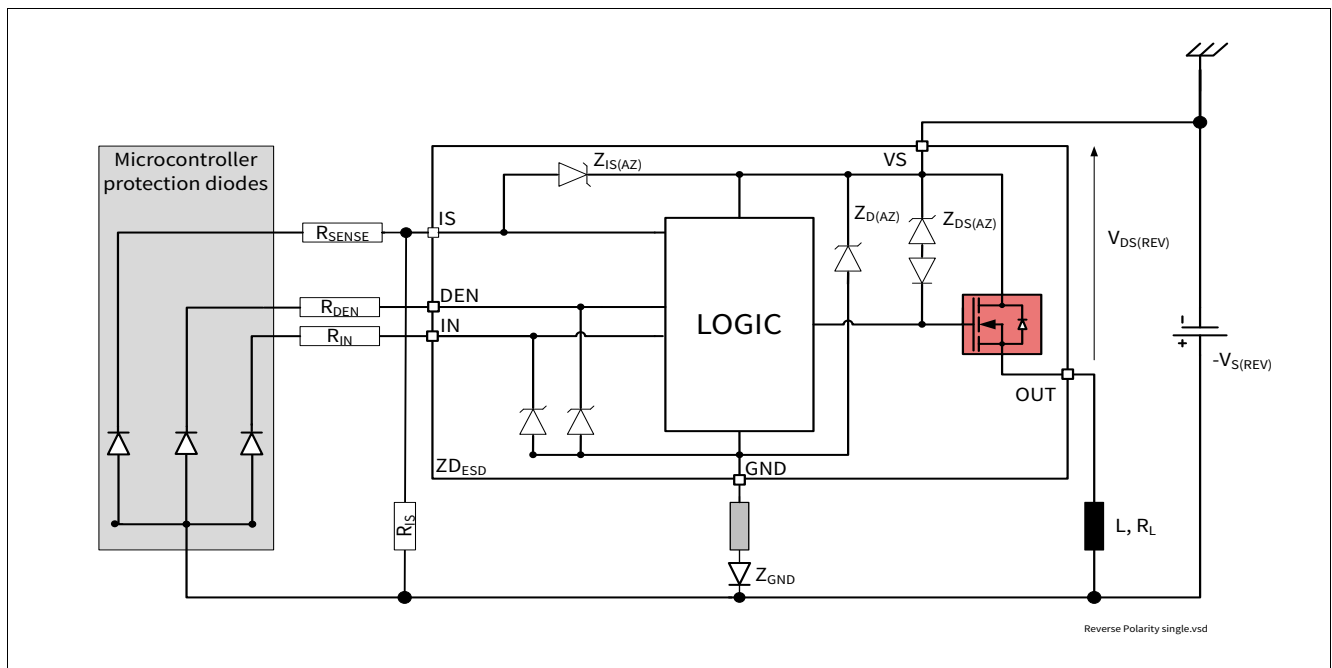 Microcontroller
protection diodes
Z_IS(AZ)
VS
IS
R_SENSE
Z_D(AZ)
Z_DS(AZ)
V_DS(REV)
DEN
R_DEN
IN
R_IN
LOGIC
-
+
-V_S(REV)
OUT
ZD_ESD
GND
R_IS
L, R_L
Z_GND
Reverse Polarity single.vsd